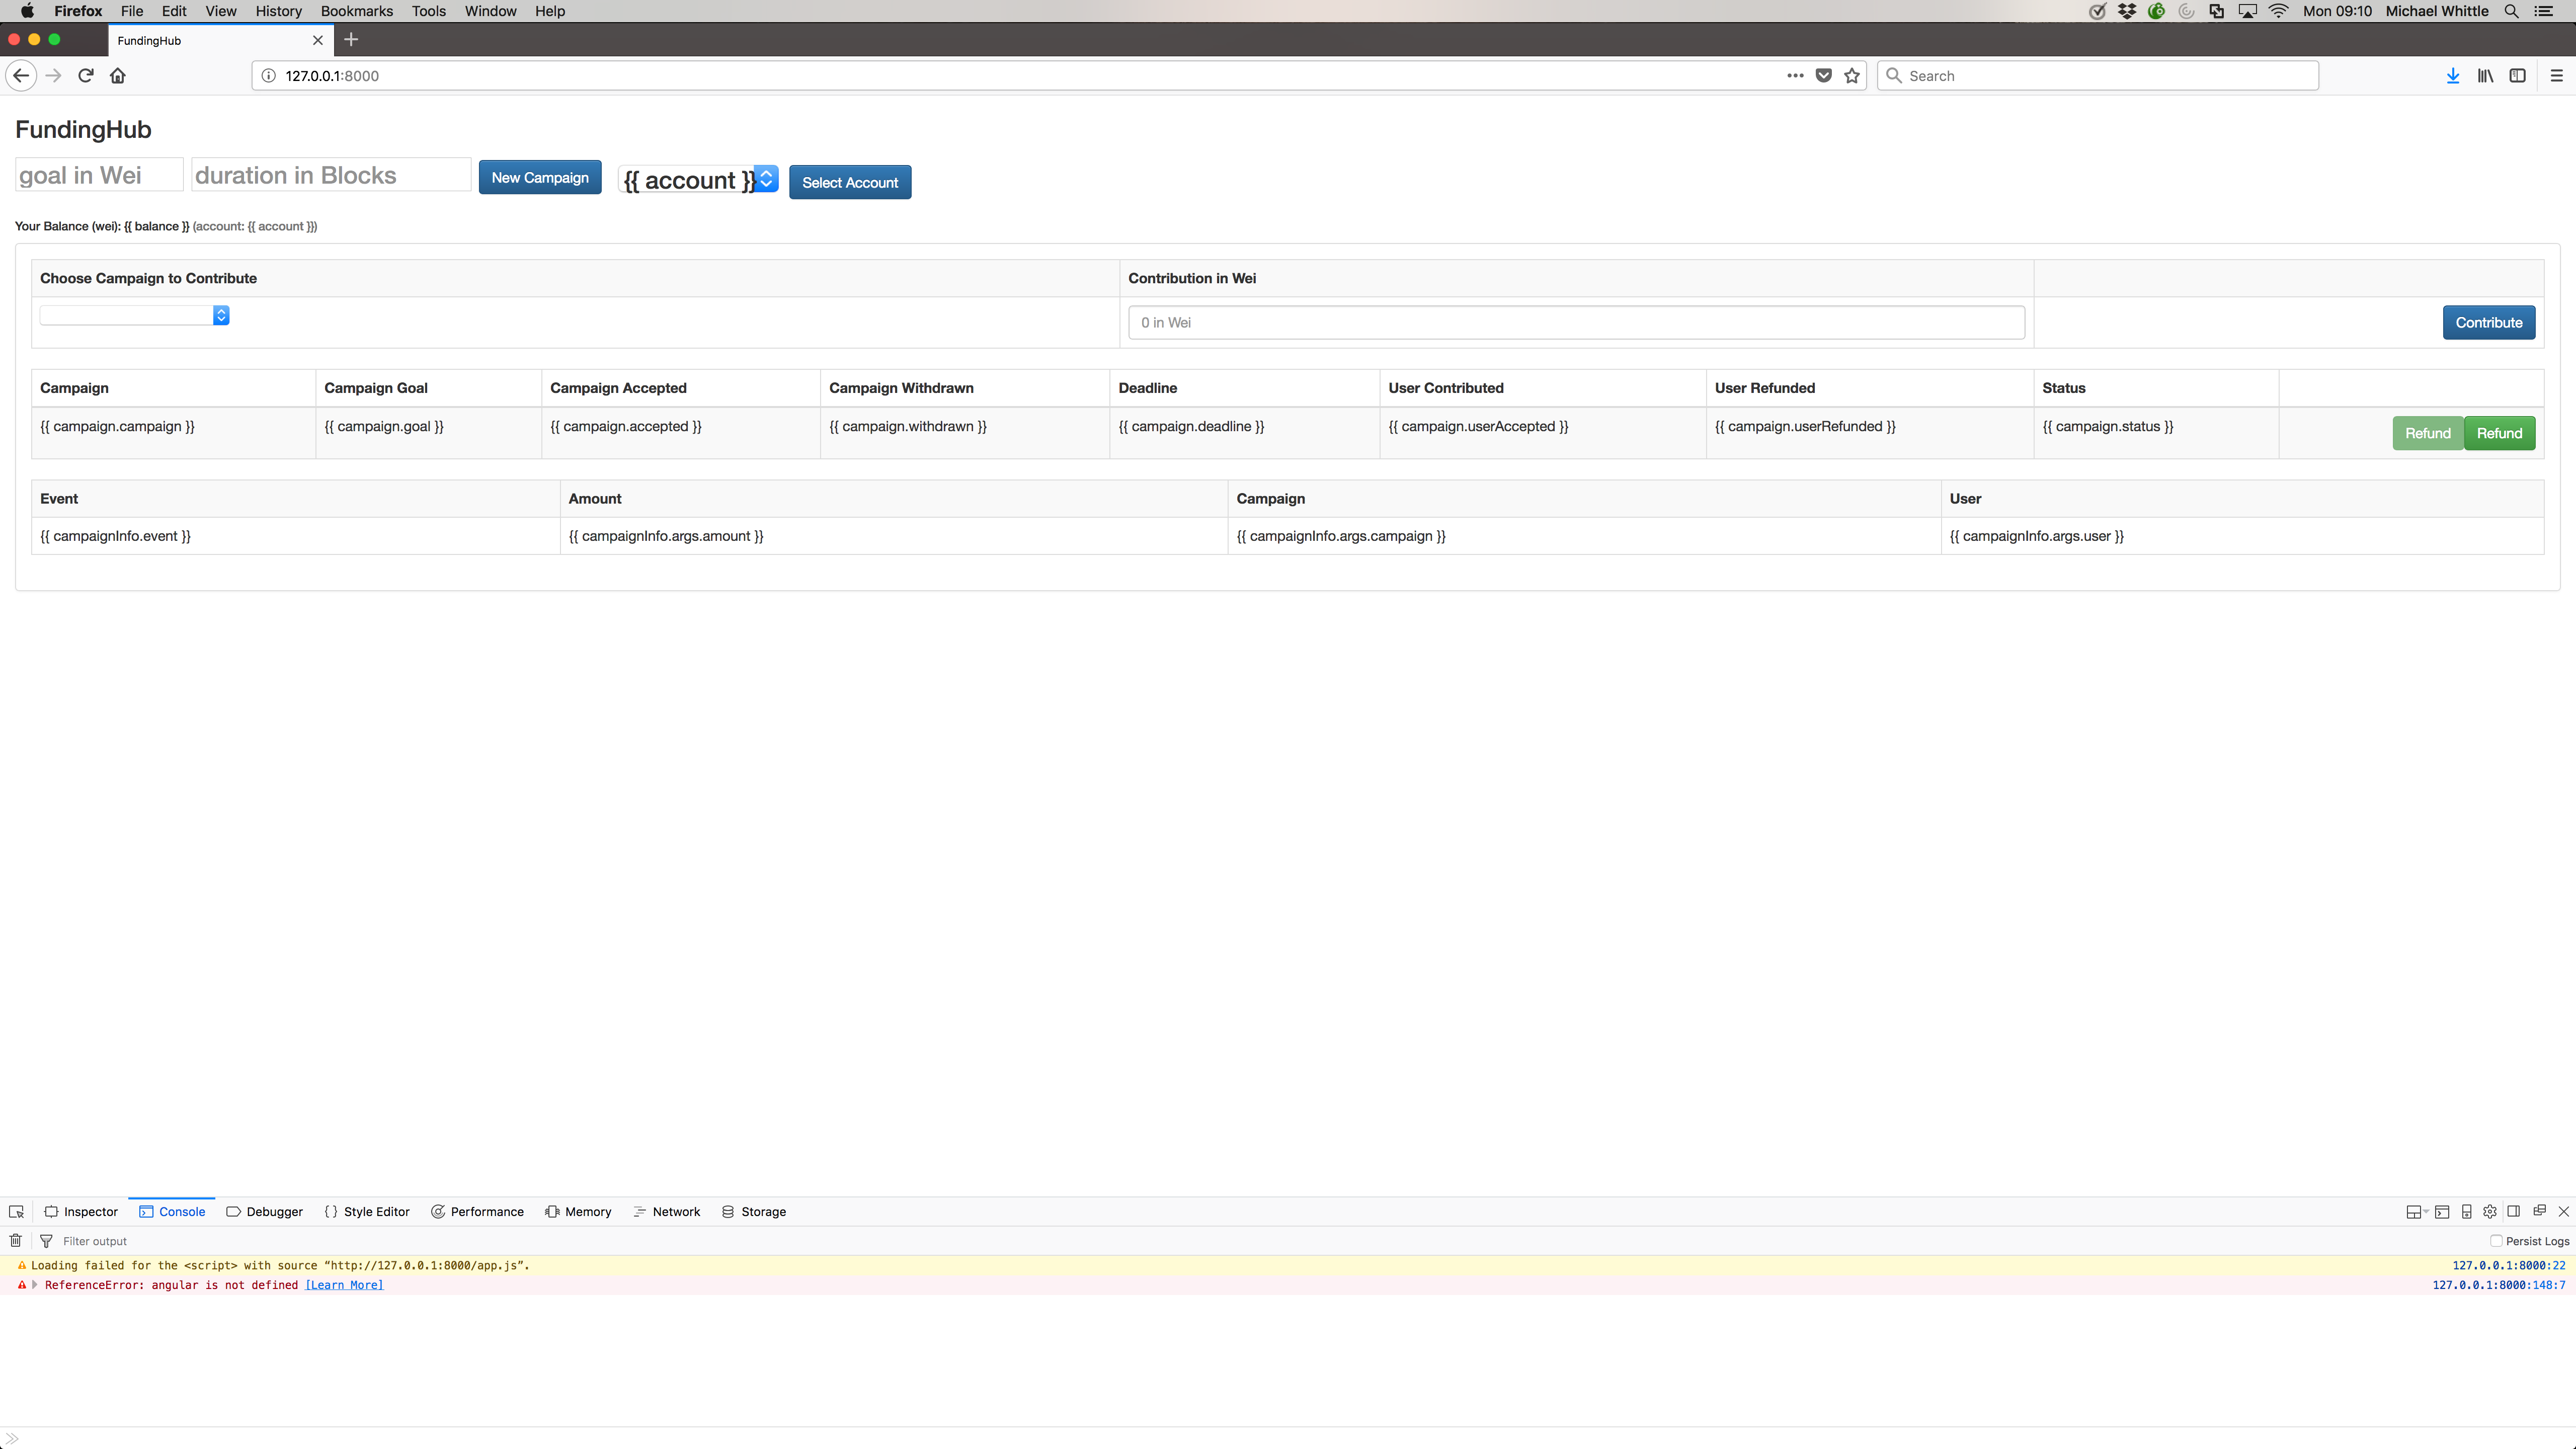 Firefox File Edit View History Bookmarks Tools Window Help Mon 09:10 Michael Whittle
FundingHub
127.0.0.1:8000 Search
FundingHub
goal in Wei duration in Blocks New Campaign {{ account }} Select Account
Your Balance (wei): {{ balance }} (account: {{ account }})
Choose Campaign to Contribute Contribution in Wei
0 in Wei Contribute
Campaign Campaign Goal Campaign Accepted Campaign Withdrawn Deadline User Contributed User Refunded Status
{{ campaign.campaign }} {{ campaign.goal }} {{ campaign.accepted }} {{ campaign.withdrawn }} {{ campaign.deadline }} {{ campaign.userAccepted }} {{ campaign.userRefunded }} {{ campaign.status }} Refund Refund
Event Amount Campaign User
{{ campaignInfo.event }} {{ campaignInfo.args.amount }} {{ campaignInfo.args.campaign }} {{ campaignInfo.args.user }}
Inspector Console Debugger Style Editor Performance Memory Network Storage
Filter output Persist Logs
Loading failed for the <script> with source “http://127.0.0.1:8000/app.js”. 127.0.0.1:8000:22
ReferenceError: angular is not defined [Learn More] 127.0.0.1:8000:148:7